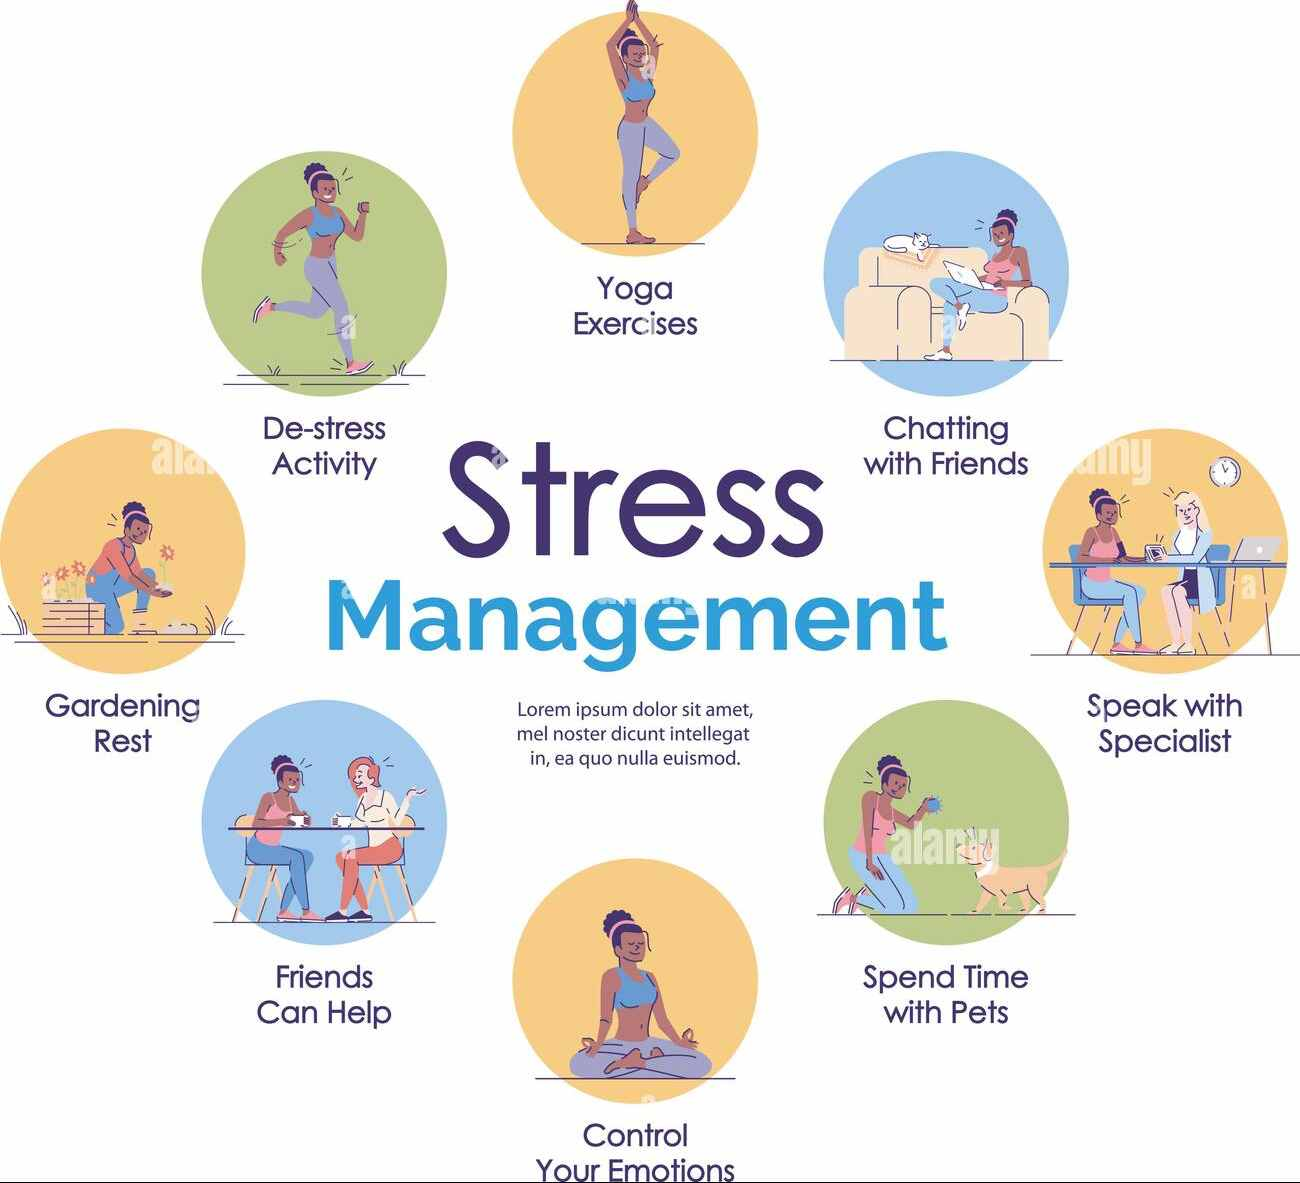 Yoga
Exercises
De-stress
Activity
Chatting
with Friends
Stress
Management
Gardening
Rest
Speak with
Specialist
Lorem ipsum dolor sit amet,
mel noster dicunt intellegat
in, ea quo nulla euismod.
Friends
Can Help
Spend Time
with Pets
Control
Your Emotions
alamy
a